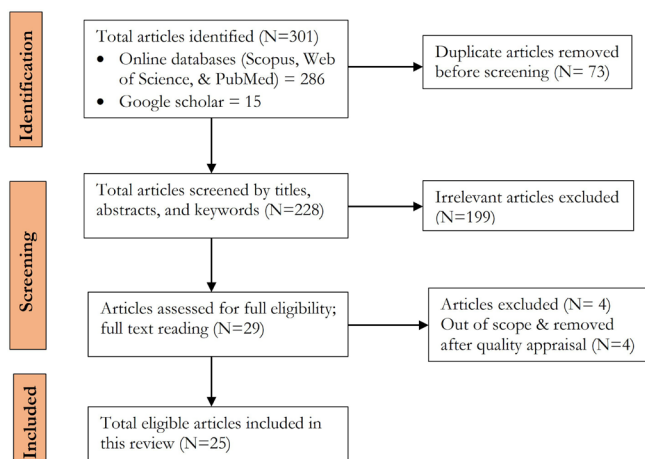 Identification
Total articles identified (N=301)
• Online databases (Scopus, Web
of Science, & PubMed) = 286
• Google scholar = 15
Duplicate articles removed
before screening (N= 73)
Screening
Total articles screened by titles,
abstracts, and keywords (N=228)
Irrelevant articles excluded
(N=199)
Articles assessed for full eligibility;
full text reading (N=29)
Articles excluded (N= 4)
Out of scope & removed
after quality appraisal (N=4)
Included
Total eligible articles included in
this review (N=25)